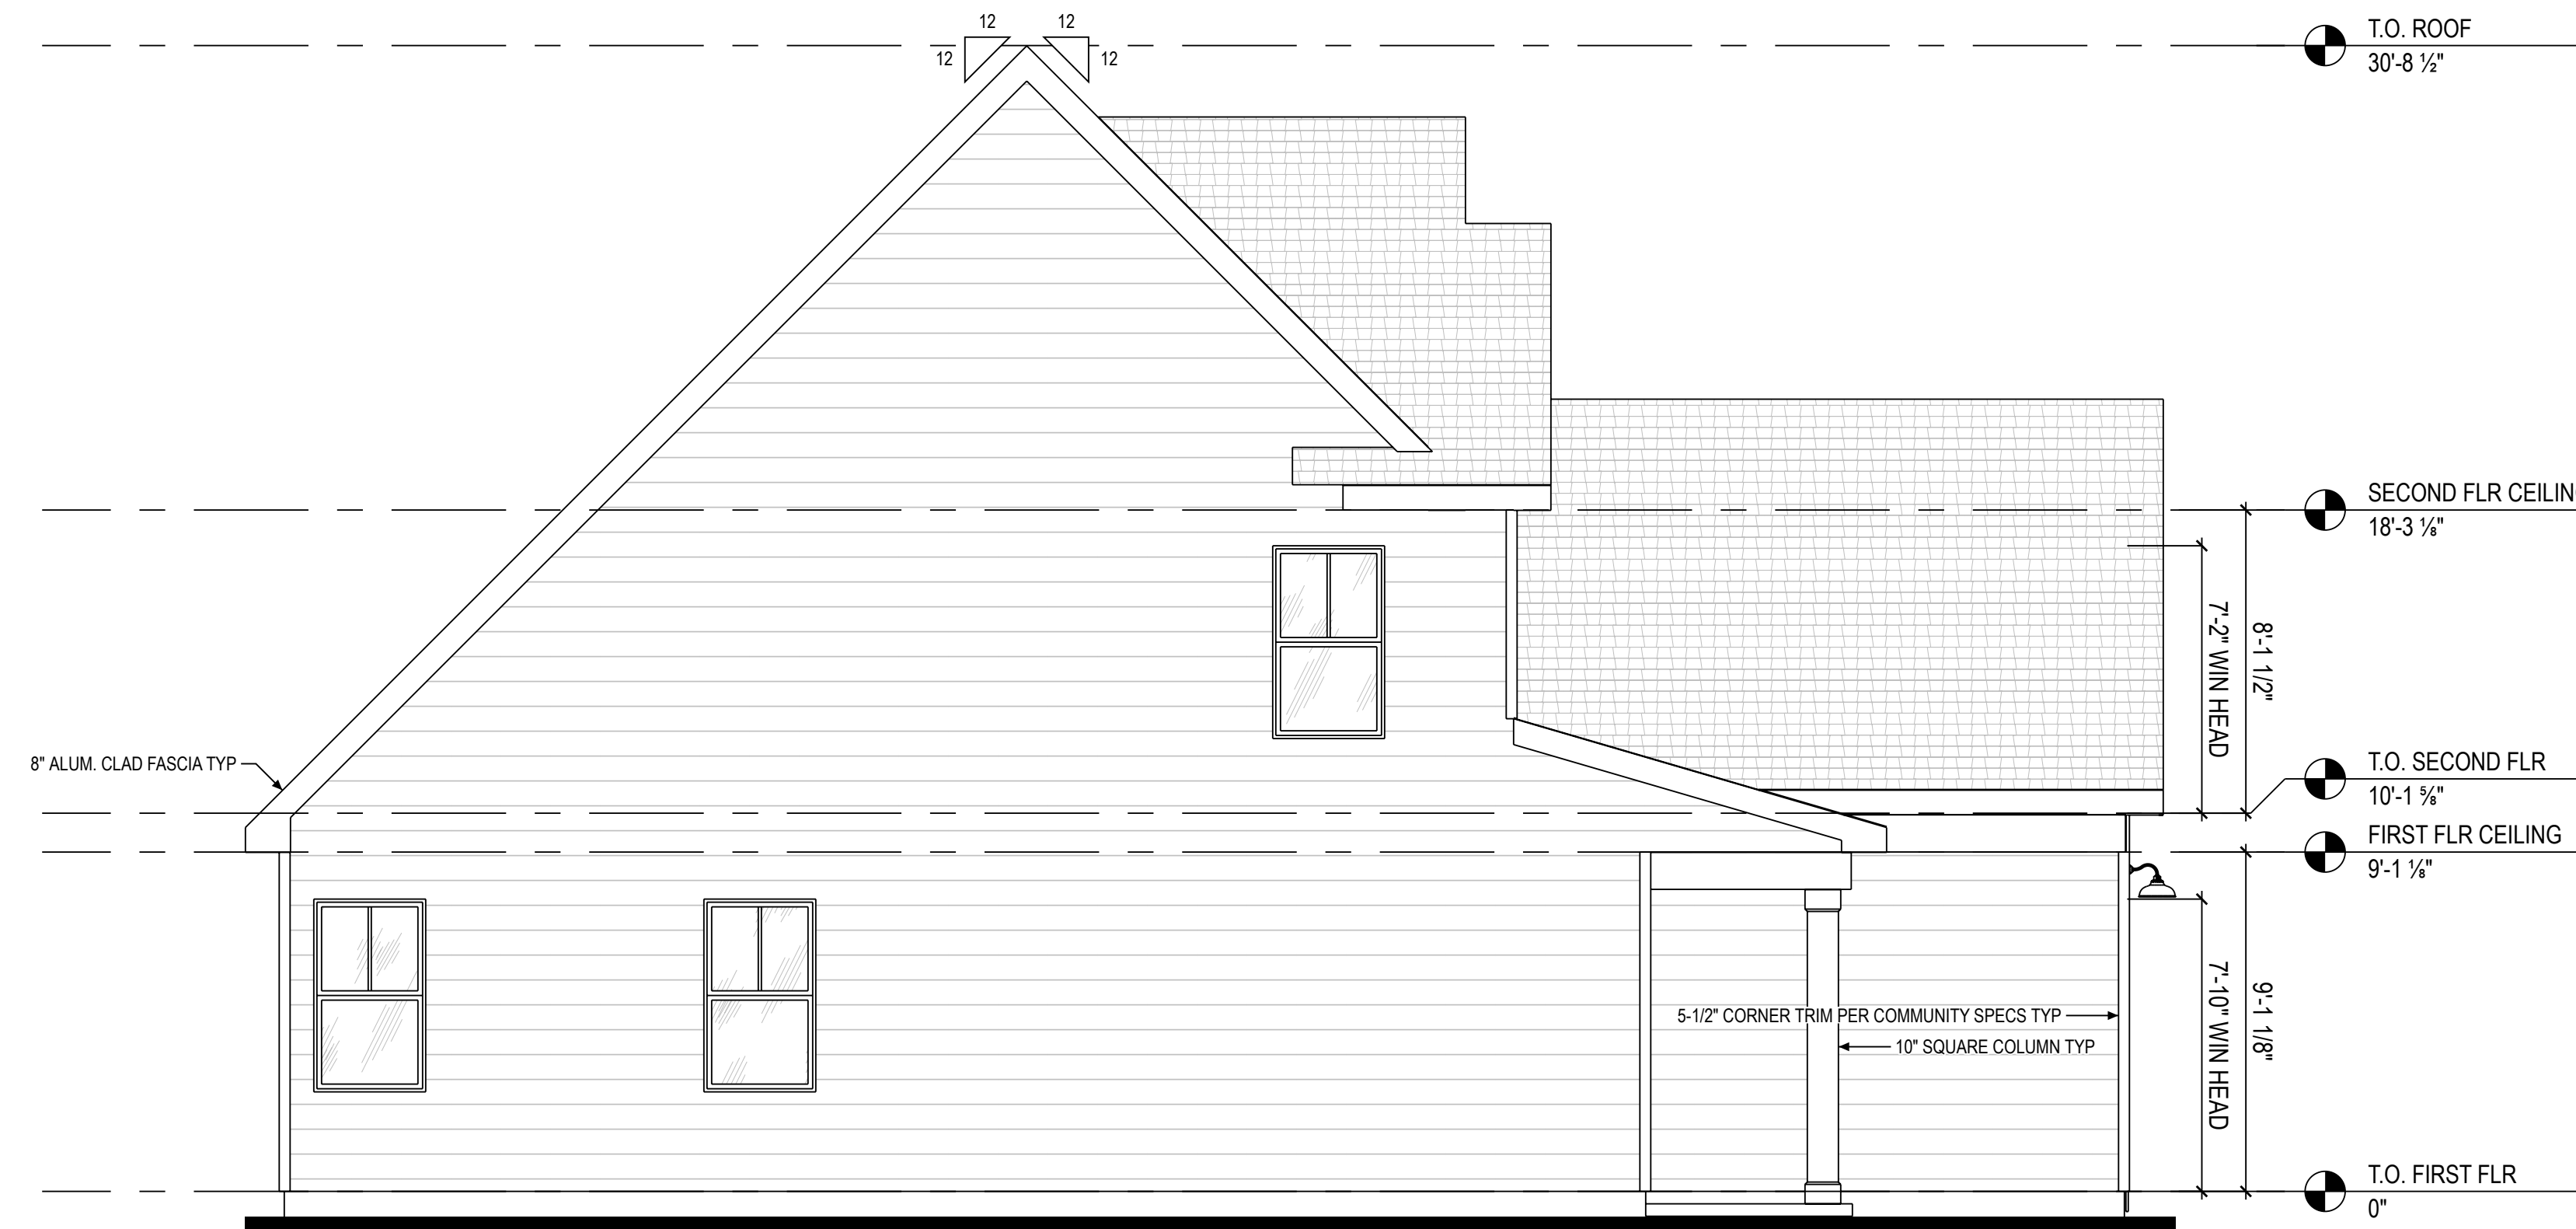 12
12
12
12
T.O. ROOF
30'-8 ½"
SECOND FLR CEILIN
18'-3 ⅛"
7'-2" WIN HEAD
8'-1 1/2"
8" ALUM. CLAD FASCIA TYP
T.O. SECOND FLR
10'-1 ⅝"
FIRST FLR CEILING
9'-1 ⅛"
7'-10" WIN HEAD
9'-1 1/8"
5-1/2" CORNER TRIM PER COMMUNITY SPECS TYP
10" SQUARE COLUMN TYP
T.O. FIRST FLR
0"